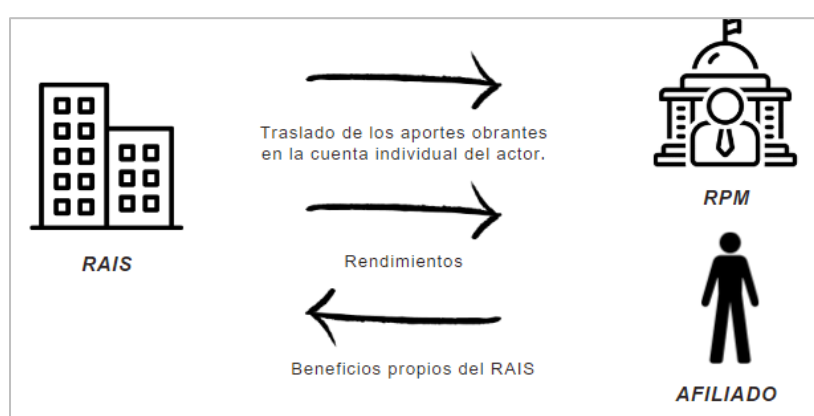 Traslado de los aportes obrantes
en la cuenta individual del actor.
RPM
RAIS
Rendimientos
Beneficios propios del RAIS
AFILIADO